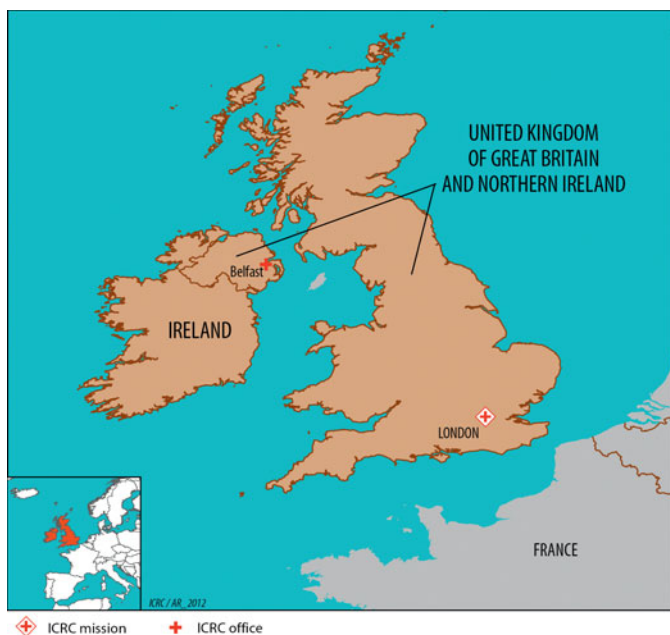 UNITED KINGDOM
OF GREAT BRITAIN
AND NORTHERN IRELAND
Belfast
IRELAND
LONDON
FRANCE
ICRC / AR_2012
ICRC mission
ICRC office